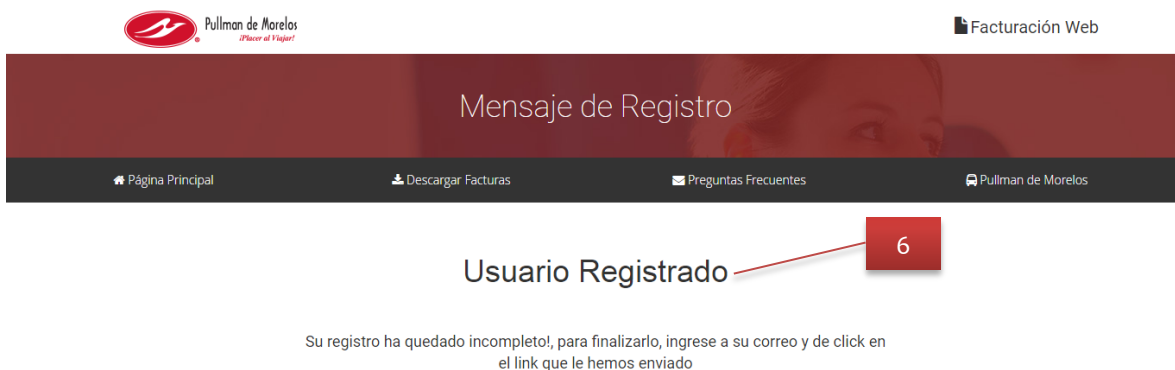 Pullman de Morelos
¡Placer al Viajar!
Facturación Web
Mensaje de Registro
Página Principal
Descargar Facturas
Preguntas Frecuentes
Pullman de Morelos
6
Usuario Registrado
Su registro ha quedado incompleto!, para finalizarlo, ingrese a su correo y de click en
el link que le hemos enviado